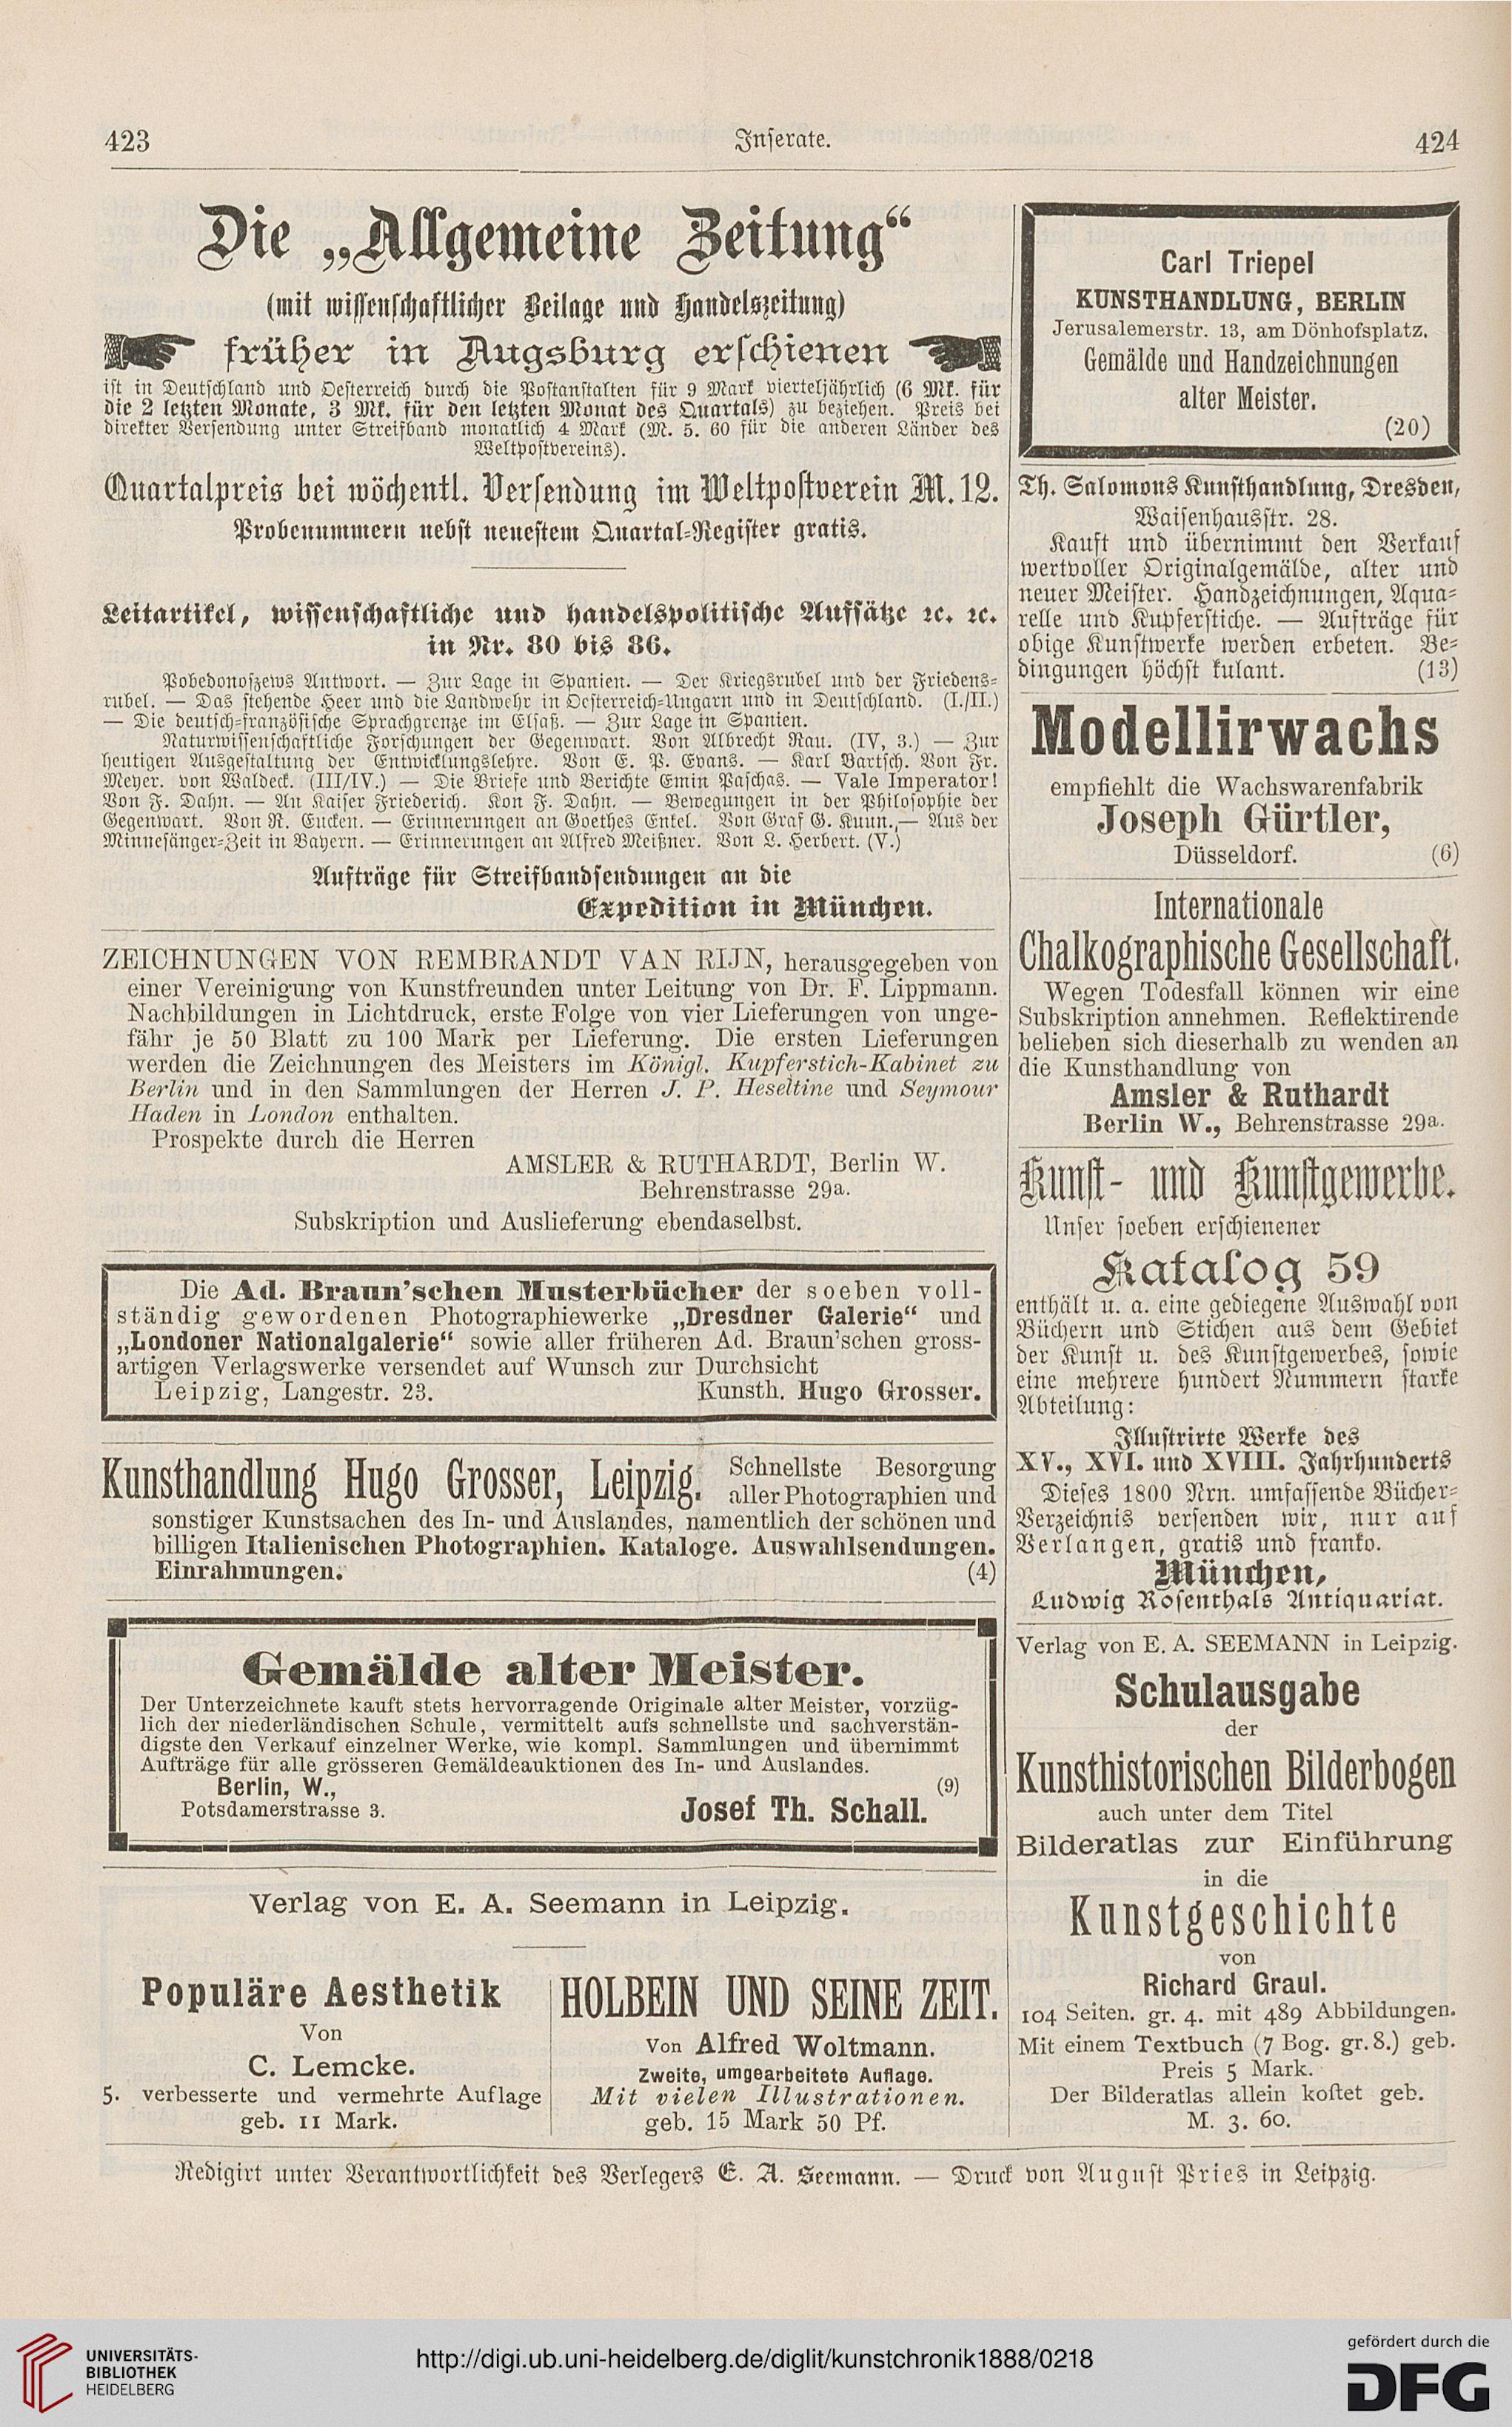 423
Inserate.
424
Die „Allgemeine Zeitung“
(mit wissenschaftlicher Beilage und Handelszeitung)
früher in Augsburg erschienen
ist in Deutschland und Oesterreich durch die Postanstalten für 9 Mark vierteljährlich (6 Mk. für
die 2 letzten Monate, 3 Mk. für den letzten Monat des Quartals) zu beziehen. Preis bei
direkter Versendung unter Streifband monatlich 4 Mark (M. 5. 60 für die anderen Länder des
Weltpostvereins).
Quartalpreis bei wöchentl. Versendung im Weltpostverein M. 12.
Probenummern nebst neuestem Quartal-Register gratis.
Leitartikel, wissenschaftliche und handelspolitische Aufsätze ꝛc. ꝛc.
in Nr. 80 bis 86.
Pobedonoszews Antwort. — Zur Lage in Spanien. — Der Kriegsrubel und der Friedens-
rubel. — Das stehende Heer und die Landwehr in Oesterreich-Ungarn und in Deutschland. (I./II.)
— Die deutsch-französische Sprachgrenze im Elsaß. — Zur Lage in Spanien.
Naturwissenschaftliche Forschungen der Gegenwart. Von Albrecht Rau. (IV, 3.) — Zur
heutigen Ausgestaltung der Entwicklungslehre. Von E. P. Evans. — Karl Bartsch. Von Fr.
Meyer. von Waldeck. (III/IV.) — Die Briefe und Berichte Emin Paschas. — Vale Imperator!
Von F. Dahn. — An Kaiser Friederich. Kon F. Dahn. — Bewegungen in der Philosophie der
Gegenwart. Von R. Eucken. — Erinnerungen an Goethes Enkel. Von Graf G. Kuun. — Aus der
Minnesänger-Zeit in Bayern. — Erinnerungen an Alfred Meißner. Von L. Herbert. (V.)
Aufträge für Streifbandsendungen an die
Expedition in München.
ZEICHNUNGEN VON REMBRANDT VAN RIJN, herausgegeben von
einer Vereinigung von Kunstfreunden unter Leitung von Dr. F. Lippmann.
Nachbildungen in Lichtdruck, erste Folge von vier Lieferungen von unge-
fähr je 50 Blatt zu 100 Mark per Lieferung. Die ersten Lieferungen
werden die Zeichnungen des Meisters im Königl. Kupferstich-Kabinet zu
Berlin und in den Sammlungen der Herren J. P. Heseltine und Seymour
Haden in London enthalten.
Prospekte durch die Herren
AMSLER & RUTHARDT, Berlin W.
Behrenstrasse 29a.
Subskription und Auslieferung ebendaselbst.
Die Ad. Braun'schen Musterbücher der soeben voll-
ständig gewordenen Photographiewerke „Dresdner Galerie“ und
„Londoner Nationalgalerie“ sowie aller früheren Ad. Braun'schen gross-
artigen Verlagswerke versendet auf Wunsch zur Durchsicht
Leipzig, Langestr. 23. Kunsth. Hugo Grosser.
Kunsthandlung Hugo Grosser, Leipzig. Schnellste Besorgung
aller Photographien und
sonstiger Kunstsachen des In- und Auslandes, namentlich der schönen und
billigen Italienischen Photographien. Kataloge. Auswahlsendungen.
Einrahmungen. (4)
Gemälde alter Meister.
Der Unterzeichnete kauft stets hervorragende Originale alter Meister, vorzüg-
lich der niederländischen Schule, vermittelt aufs schnellste und sachverstän-
digste den Verkauf einzelner Werke, wie kompl. Sammlungen und übernimmt
Aufträge für alle grösseren Gemäldeauktionen des In- und Auslandes.
Berlin, W., (9)
Potsdamerstrasse 3. Josef Th. Schall.
Verlag von E. A. Seemann in Leipzig.
Populäre Aesthetik
Von
C. Lemcke.
5. verbesserte und vermehrte Auflage
geb. 11 Mark.
HOLBEIN UND SEINE ZEIT.
Von Alfred Woltmann.
Zweite, umgearbeitete Auflage.
Mit vielen Illustrationen.
geb. 15 Mark 50 Pf.
Carl Triepel
KUNSTHANDLUNG, BERLIN
Jerusalemerstr. 13, am Dönhofsplatz.
Gemälde und Handzeichnungen
alter Meister.
(20)
Th. Salomons Kunsthandlung, Dresden,
Waisenhausstr. 28.
Kauft und übernimmt den Verkauf
wertvoller Originalgemälde, alter und
neuer Meister. Handzeichnungen, Aqua-
relle und Kupferstiche. — Aufträge für
obige Kunstwerke werden erbeten. Be-
dingungen höchst kulant. (13)
Modellirwachs
empfiehlt die Wachswarenfabrik
Joseph Gürtler,
Düsseldorf. (6)
Internationale
Chalkographische Gesellschaft.
Wegen Todesfall können wir eine
Subskription annehmen. Reflektirende
belieben sich dieserhalb zu wenden an
die Kunsthandlung von
Amsler & Ruthardt
Berlin W., Behrenstrasse 29a.
Kunst- und Kunstgewerbe.
Unser soeben erschienener
Katalog 59
enthält u. a. eine gediegene Auswahl von
Büchern und Stichen aus dem Gebiet
der Kunst u. des Kunstgewerbes, sowie
eine mehrere hundert Nummern starke
Abteilung:
Illustrirte Werke des
XV., XVI. und XVIII. Jahrhunderts
Dieses 1800 Nrn. umfassende Bücher-
Verzeichnis versenden wir, nur auf
Verlangen, gratis und franko.
München,
Ludwig Rosenthals Antiquariat.
Verlag von E. A. SEEMANN in Leipzig.
Schulausgabe
der
Kunsthistorischen Bilderbogen
auch unter dem Titel
Bilderatlas zur Einführung
in die
Kunstgeschichte
von
Richard Graul.
104 Seiten. gr. 4. mit 489 Abbildungen.
Mit einem Textbuch (7 Bog. gr. 8.) geb.
Preis 5 Mark.
Der Bilderatlas allein kostet geb.
M. 3. 60.
Redigirt unter Verantwortlichkeit des Verlegers E. A. Seemann. — Druck von August Pries in Leipzig.
UNIVERSITÄTS-
BIBLIOTHEK
HEIDELBERG
http://digi.ub.uni-heidelberg.de/diglit/kunstchronik1888/0218
gefördert durch die
DFG